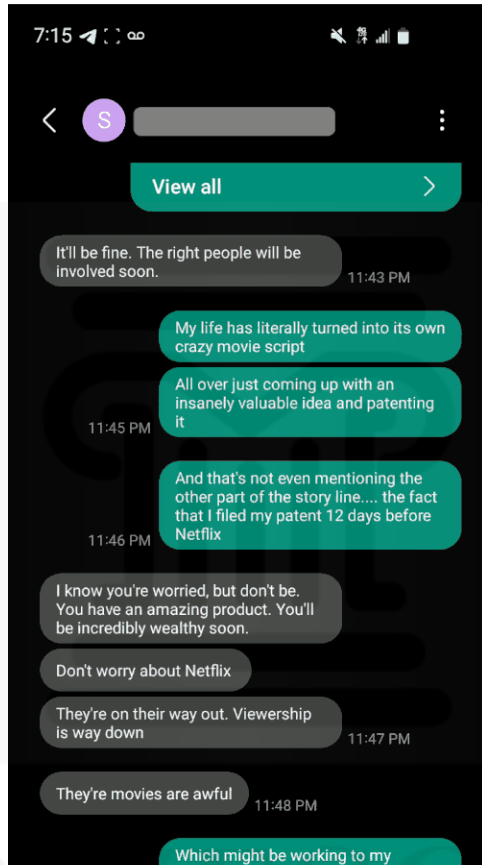 7:15
S
View all
It'll be fine. The right people will be
involved soon.
11:43 PM
My life has literally turned into its own
crazy movie script
All over just coming up with an
insanely valuable idea and patenting
it
11:45 PM
And that's not even mentioning the
other part of the story line.... the fact
that I filed my patent 12 days before
Netflix
11:46 PM
I know you're worried, but don't be.
You have an amazing product. You'll
be incredibly wealthy soon.
Don't worry about Netflix
They're on their way out. Viewership
is way down
11:47 PM
They're movies are awful
11:48 PM
Which might be working to my